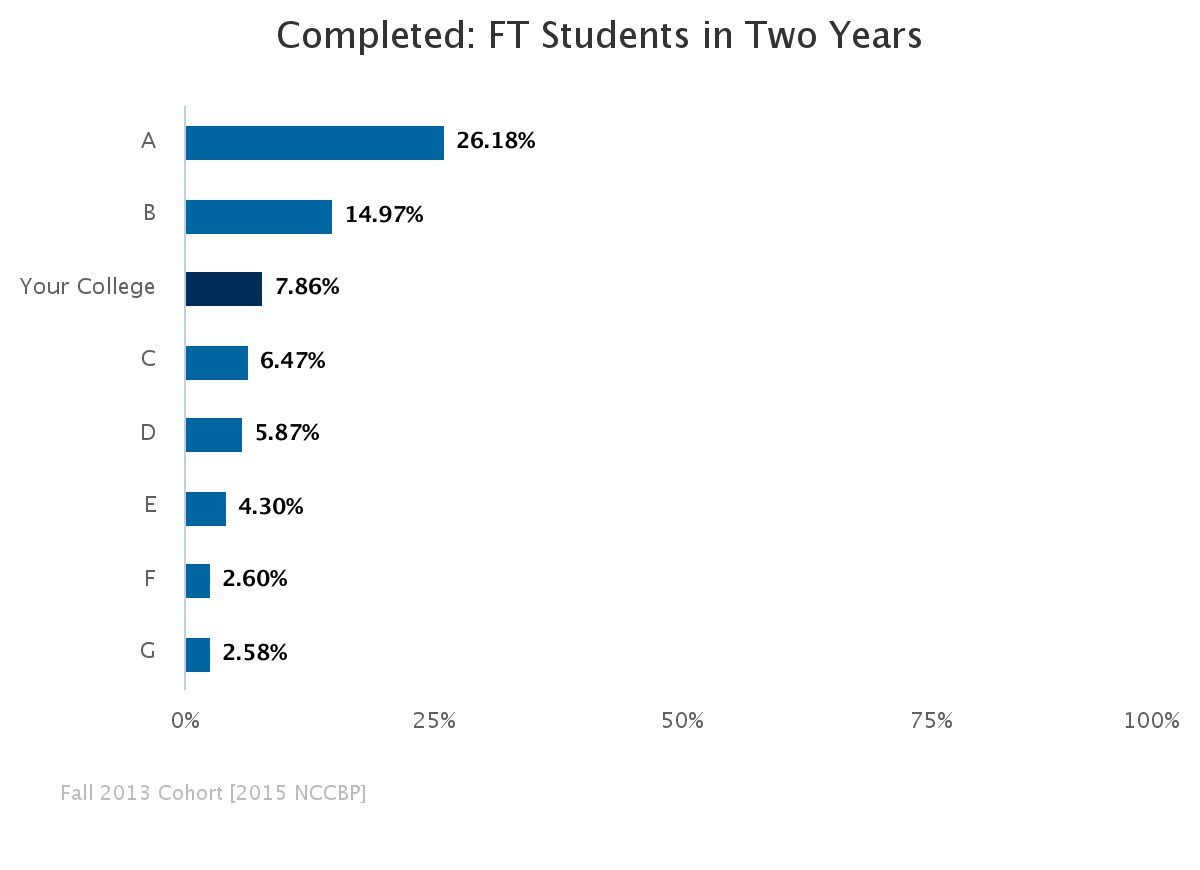 Completed: FT Students in Two Years
A 26.18%
B 14.97%
Your College 7.86%
C 6.47%
D 5.87%
E 4.30%
F 2.60%
G 2.58%
0% 25% 50% 75% 100%
Fall 2013 Cohort [2015 NCCBP]